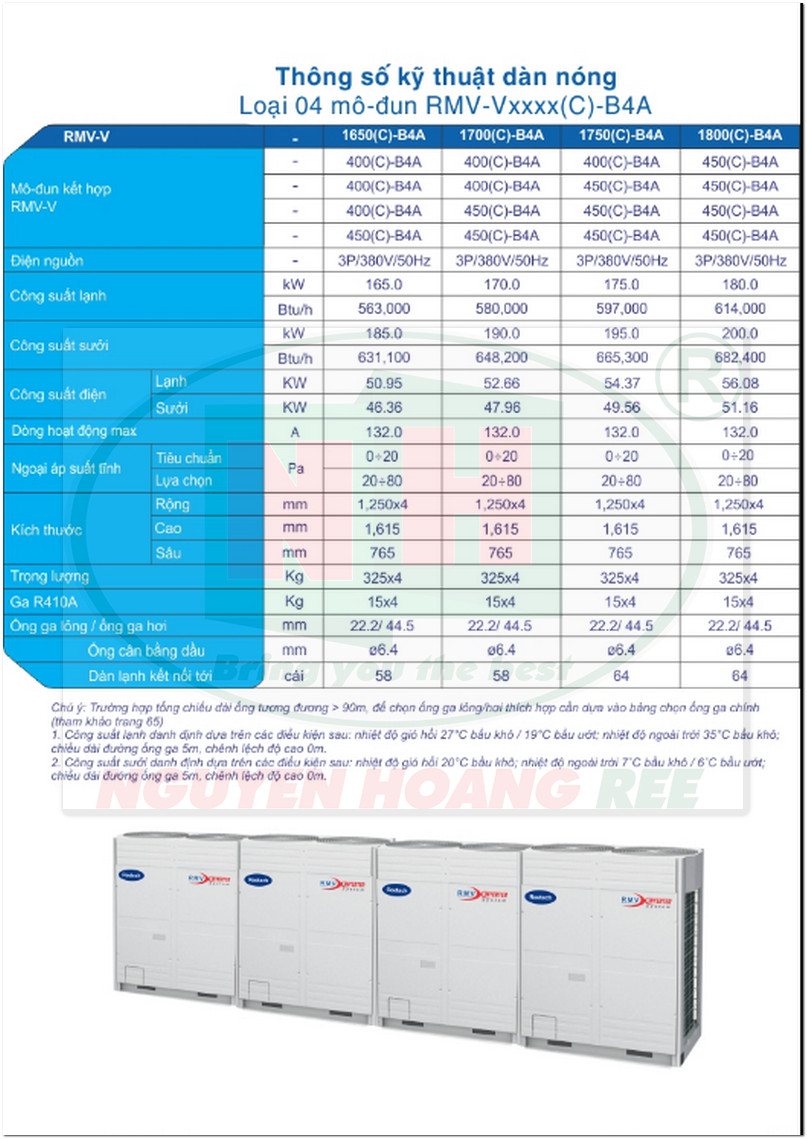 Thông số kỹ thuật dàn nóng
Loại 04 mô-đun RMV-Vxxxx(C)-B4A
RMV-V - 1650(C)-B4A 1700(C)-B4A 1750(C)-B4A 1800(C)-B4A
Mô-đun kết hợp
RMV-V
- 400(C)-B4A 400(C)-B4A 400(C)-B4A 450(C)-B4A
- 400(C)-B4A 400(C)-B4A 450(C)-B4A 450(C)-B4A
- 400(C)-B4A 450(C)-B4A 450(C)-B4A 450(C)-B4A
- 450(C)-B4A 450(C)-B4A 450(C)-B4A 450(C)-B4A
Điện nguồn - 3P/380V/50Hz 3P/380V/50Hz 3P/380V/50Hz 3P/380V/50Hz
Công suất lạnh
kW 165.0 170.0 175.0 180.0
Btu/h 563,000 580,000 597,000 614,000
Công suất sưởi
kW 185.0 190.0 195.0 200.0
Btu/h 631,100 648,200 665,300 682,400
Công suất điện
Lạnh KW 50.95 52.66 54.37 56.08
Sưởi KW 46.36 47.96 49.56 51.16
Dòng hoạt động max A 132.0 132.0 132.0 132.0
Ngoại áp suất tĩnh
Tiêu chuẩn Pa 0÷20 0÷20 0÷20 0÷20
Lựa chọn 20÷80 20÷80 20÷80 20÷80
Kích thước
Rộng mm 1,250x4 1,250x4 1,250x4 1,250x4
Cao mm 1,615 1,615 1,615 1,615
Sâu mm 765 765 765 765
Trọng lượng Kg 325x4 325x4 325x4 325x4
Ga R410A Kg 15x4 15x4 15x4 15x4
Ống ga lỏng / ống ga hơi mm 22.2/ 44.5 22.2/ 44.5 22.2/ 44.5 22.2/ 44.5
Ống cân bằng dầu mm ø6.4 ø6.4 ø6.4 ø6.4
Dàn lạnh kết nối tới cái 58 58 64 64
NH
®
Bring you the best
Chú ý: Trường hợp tổng chiều dài ống tương đương > 90m, để chọn ống ga lỏng/hai thích hợp cần dựa vào bảng chọn ống ga chính
(tham khảo trang 65)
1. Công suất lạnh danh định dựa trên các điều kiện sau: nhiệt độ gió hồi 27°C bầu khô / 19°C bầu ướt; nhiệt độ ngoài trời 35°C bầu khô;
chiều dài đường ống ga 5m, chênh lệch độ cao 0m.
2. Công suất sưởi danh định dựa trên các điều kiện sau: nhiệt độ gió hồi 20°C bầu khô; nhiệt độ ngoài trời 7°C bầu khô / 6°C bầu ướt;
chiều dài đường ống ga 5m, chênh lệch độ cao 0m.
NGUYEN HOANG REE
Reetech RMV SYSTEM Reetech RMV SYSTEM Reetech RMV SYSTEM Reetech RMV SYSTEM